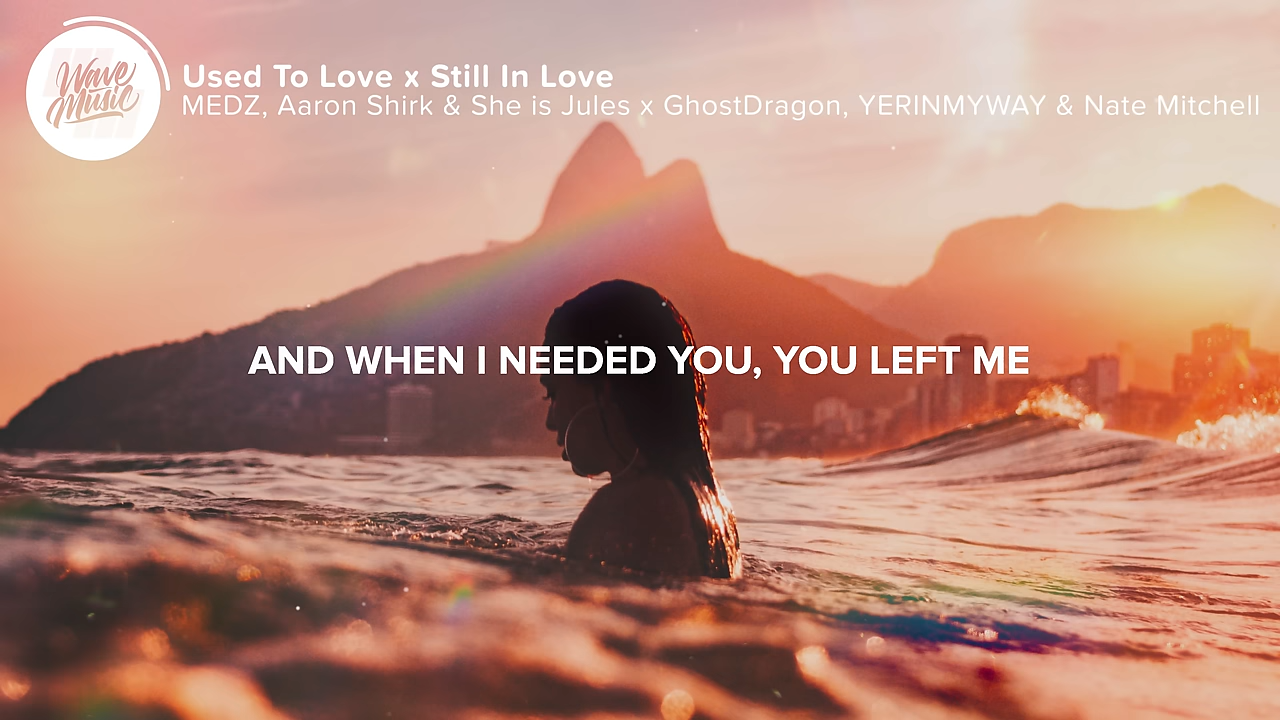 Wave
Music
Used To Love x Still In Love
MEDZ, Aaron Shirk & She is Jules x GhostDragon, YERINMYWAY & Nate Mitchell
AND WHEN I NEEDED YOU, YOU LEFT ME